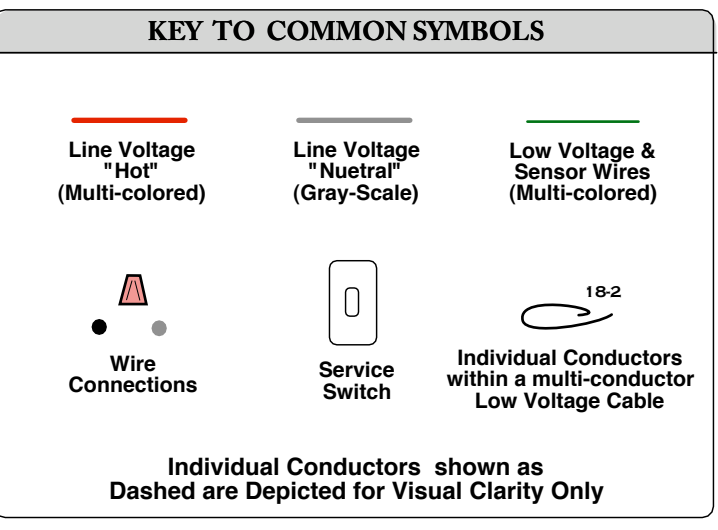 KEY TO COMMON SYMBOLS
Line Voltage
"Hot"
(Multi-colored)
Line Voltage
"Nuetral"
(Gray-Scale)
Low Voltage &
Sensor Wires
(Multi-colored)
18-2
Wire
Connections
Service
Switch
Individual Conductors
within a multi-conductor
Low Voltage Cable
Individual Conductors shown as
Dashed are Depicted for Visual Clarity Only